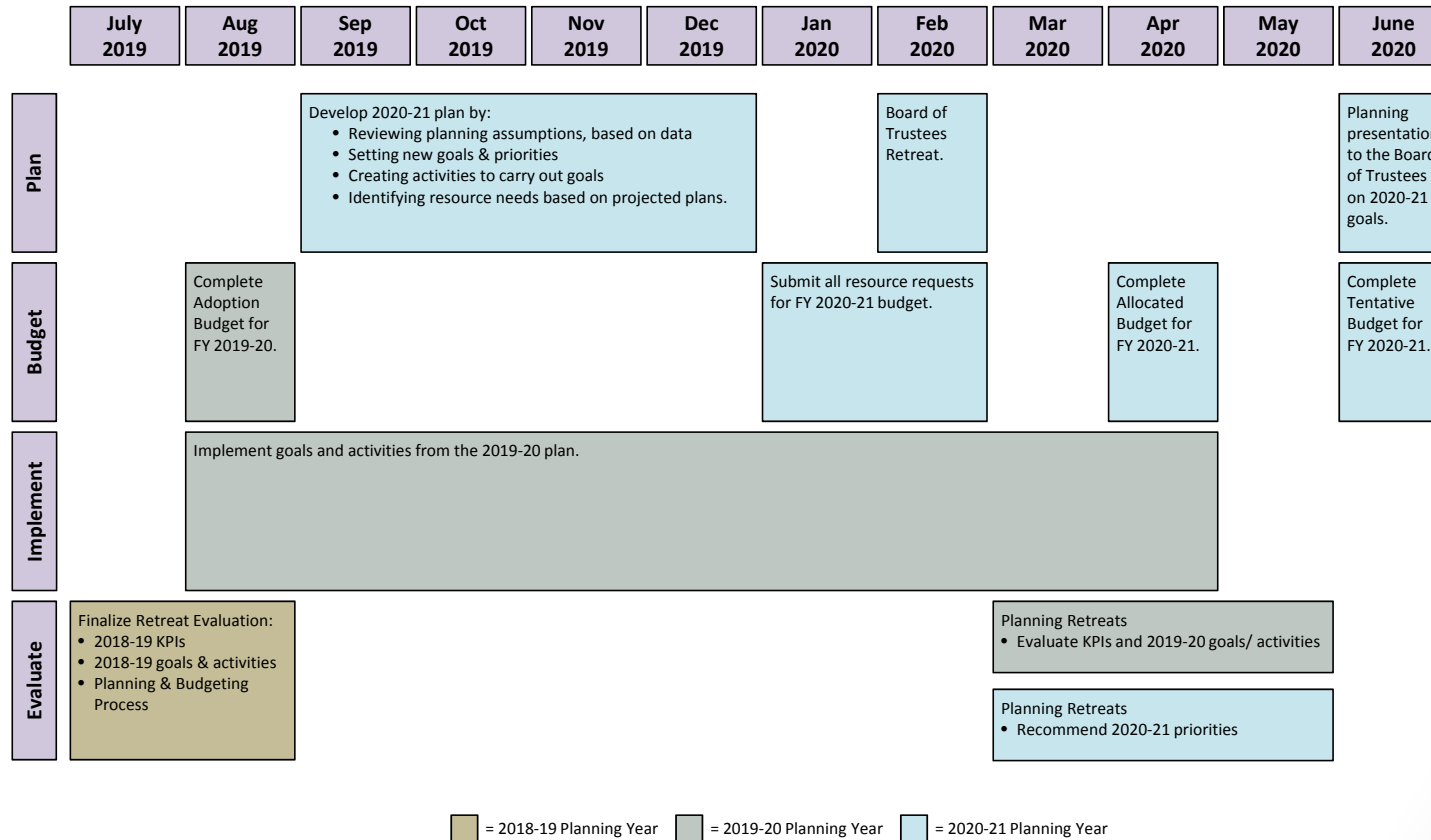 July
2019
Aug
2019
Sep
2019
Oct
2019
Nov
2019
Dec
2019
Jan
2020
Feb
2020
Mar
2020
Apr
2020
May
2020
June
2020
Plan
Develop 2020-21 plan by:
• Reviewing planning assumptions, based on data
• Setting new goals & priorities
• Creating activities to carry out goals
• Identifying resource needs based on projected plans.
Board of
Trustees
Retreat.
Planning
presentation
to the Board
of Trustees
on 2020-21
goals.
Budget
Complete
Adoption
Budget for
FY 2019-20.
Submit all resource requests
for FY 2020-21 budget.
Complete
Allocated
Budget for
FY 2020-21.
Complete
Tentative
Budget for
FY 2020-21.
Implement
Implement goals and activities from the 2019-20 plan.
Evaluate
Finalize Retreat Evaluation:
• 2018-19 KPIs
• 2018-19 goals & activities
• Planning & Budgeting
Process
Planning Retreats
• Evaluate KPIs and 2019-20 goals/ activities
Planning Retreats
• Recommend 2020-21 priorities
= 2018-19 Planning Year
= 2019-20 Planning Year
= 2020-21 Planning Year